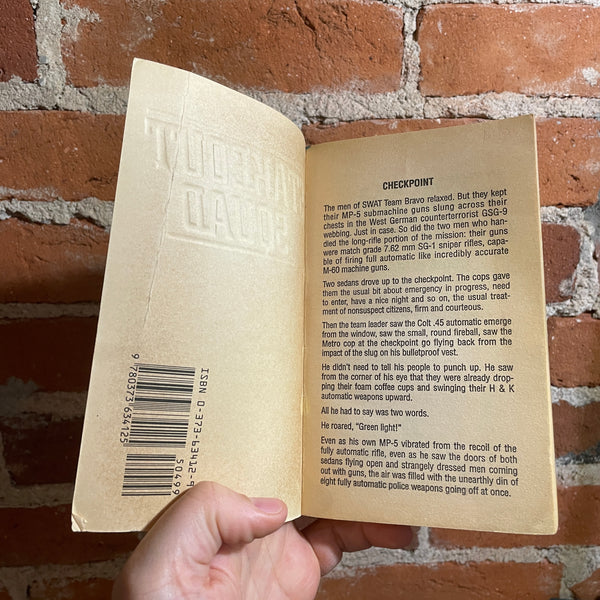 TAKEOUT
SQUAD
ISBN 0-373-63412-9
50499
9 780373 634125
CHECKPOINT
The men of SWAT Team Bravo relaxed. But they kept
their MP-5 submachine guns slung across their
chests in the West German counterterrorist GSG-9
webbing. Just in case. So did the two men who han-
dled the long-rifle portion of the mission: their guns
were match grade 7.62 mm SG-1 sniper rifles, capa-
ble of firing full automatic like incredibly accurate
M-60 machine guns.
Two sedans drove up to the checkpoint. The cops gave
them the usual bit about emergency in progress, need
to enter, have a nice night and so on, the usual treat-
ment of nonsuspect citizens, firm and courteous.
Then the team leader saw the Colt .45 automatic emerge
from the window, saw the small, round fireball, saw the
Metro cop at the checkpoint go flying back from the
impact of the slug on his bulletproof vest.
He didn't need to tell his people to punch up. He saw
from the corner of his eye that they were already drop-
ping their foam coffee cups and swinging their H & K
automatic weapons upward.
All he had to say was two words.
He roared, "Green light!"
Even as his own MP-5 vibrated from the recoil of the
fully automatic rifle, even as he saw the doors of both
sedans flying open and strangely dressed men coming
out with guns, the air was filled with the unearthly din of
eight fully automatic police weapons going off at once.